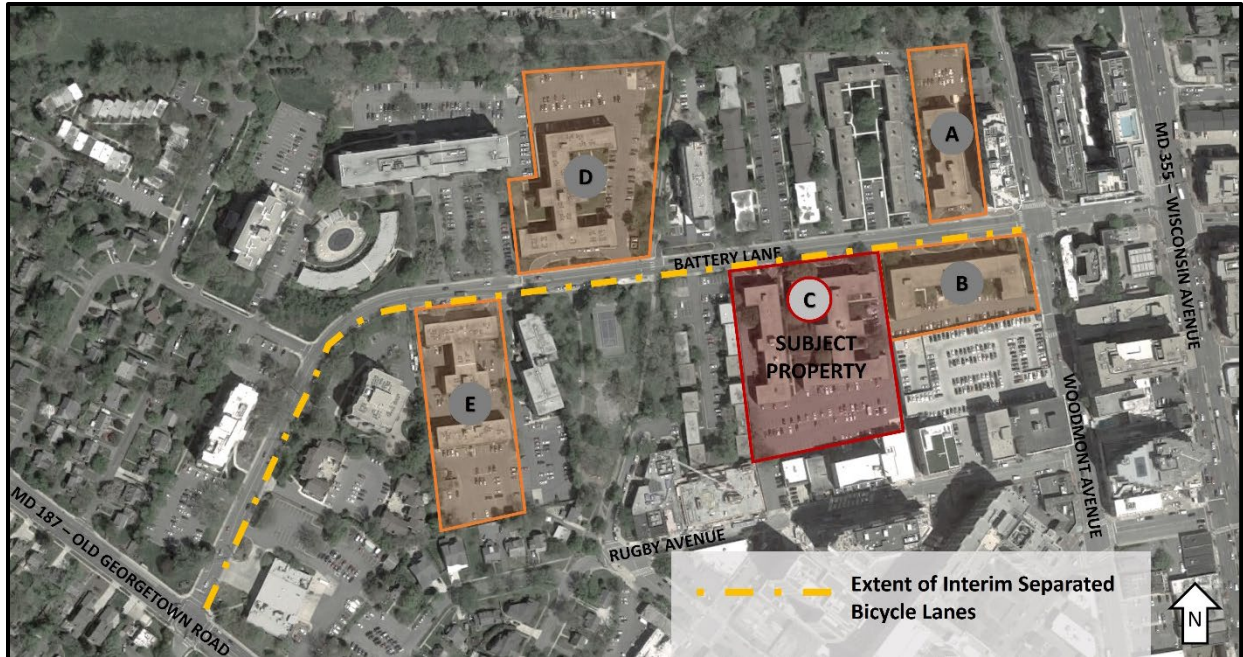 A
D
B
C
SUBJECT
PROPERTY
E
BATTERY LANE
MD 355 – WISCONSIN AVENUE
WOODMONT AVENUE
RUGBY AVENUE
MD 187 – OLD GEORGETOWN ROAD
Extent of Interim Separated
Bicycle Lanes
N